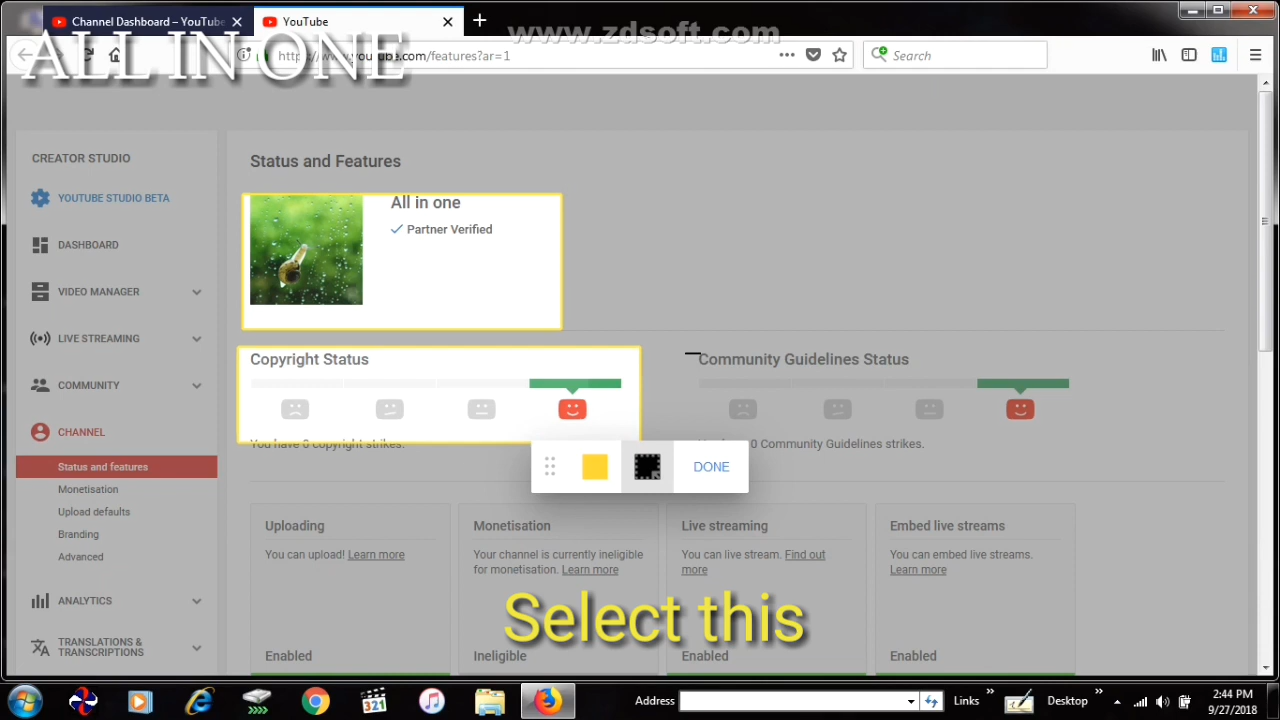 Channel Dashboard – YouTube
YouTube
www.zdsoft.com
ALL IN ONE
https://www.youtube.com/features?ar=1
Search
CREATOR STUDIO
YOUTUBE STUDIO BETA
DASHBOARD
VIDEO MANAGER
LIVE STREAMING
COMMUNITY
CHANNEL
Status and features
Monetisation
Upload defaults
Branding
Advanced
ANALYTICS
TRANSLATIONS &
TRANSCRIPTIONS
Status and Features
All in one
Partner Verified
Copyright Status
You have 0 copyright strikes.
Community Guidelines Status
0 Community Guidelines strikes.
DONE
Uploading
You can upload! Learn more
Enabled
Monetisation
Your channel is currently ineligible
for monetisation. Learn more
Ineligible
Live streaming
You can live stream. Find out
more
Enabled
Embed live streams
You can embed live streams.
Learn more
Enabled
Select this
321
Address
Links
Desktop
2:44 PM
9/27/2018